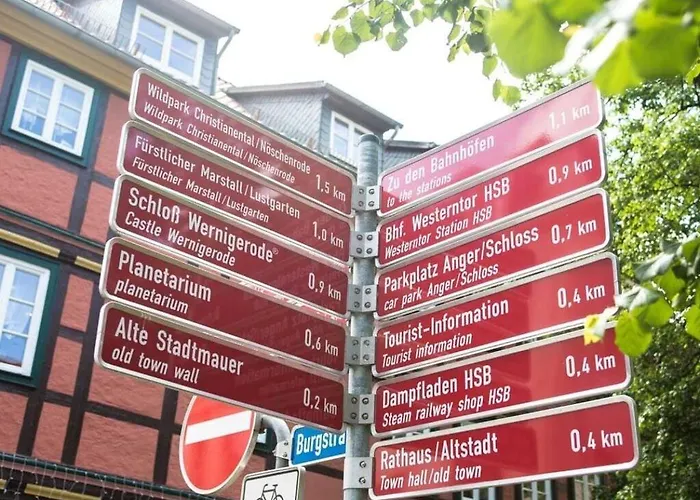 Wildpark Christianental/Nöschenrode
Wildpark Christianental/Nöschenrode
1.5 km
Fürstlicher Marstall/Lustgarten
Fürstlicher Marstall/Lustgarten
1.0 km
Schloß Wernigerode®
Castle Wernigerode
0.9 km
Planetarium
planetarium
0.6 km
Alte Stadtmauer
old town wall
0.2 km
Zu den Bahnhöfen
to the stations
1.1 km
Bhf. Westerntor HSB
Westerntor Station HSB
0.9 km
Parkplatz Anger/Schloss
car park Anger/Schloss
0.7 km
Tourist-Information
Tourist information
0.4 km
Dampfladen HSB
Steam railway shop HSB
0.4 km
Rathaus/Altstadt
Town hall/old town
0.4 km
Burgstr